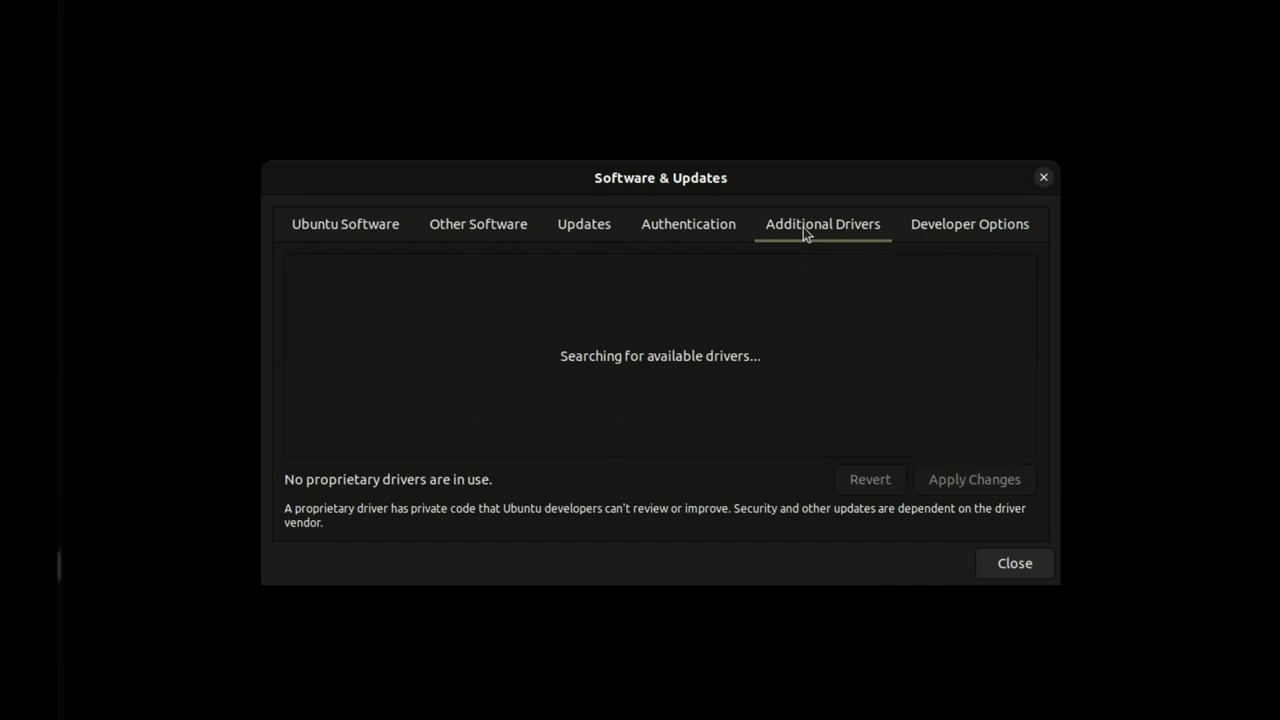 Software & Updates
Ubuntu Software
Other Software
Updates
Authentication
Additional Drivers
Developer Options
Searching for available drivers...
No proprietary drivers are in use.
Revert
Apply Changes
A proprietary driver has private code that Ubuntu developers can't review or improve. Security and other updates are dependent on the driver
vendor.
Close